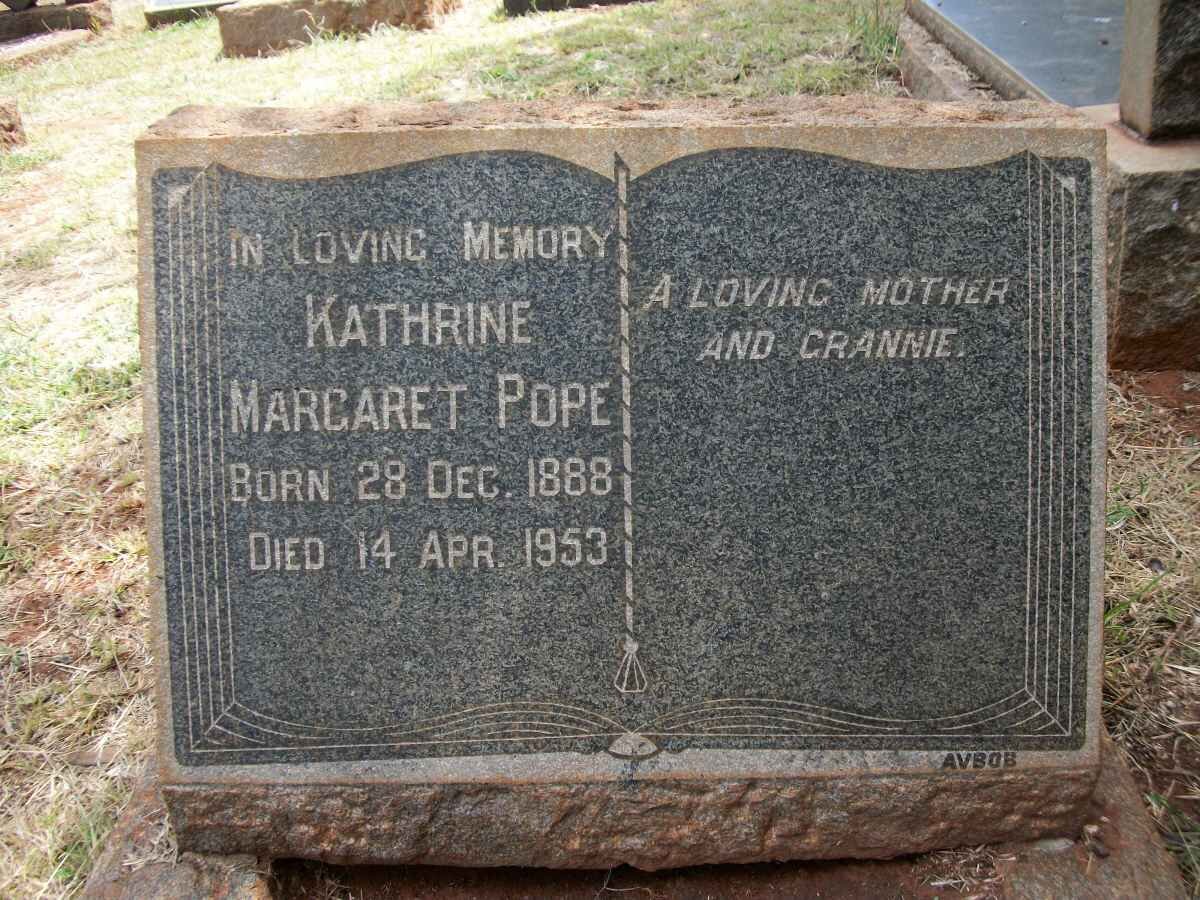 IN LOVING MEMORY
KATHRINE
MARGARET POPE
BORN 28 DEC. 1888
DIED 14 APR. 1953
A LOVING MOTHER
AND GRANNIE.
AVBOB